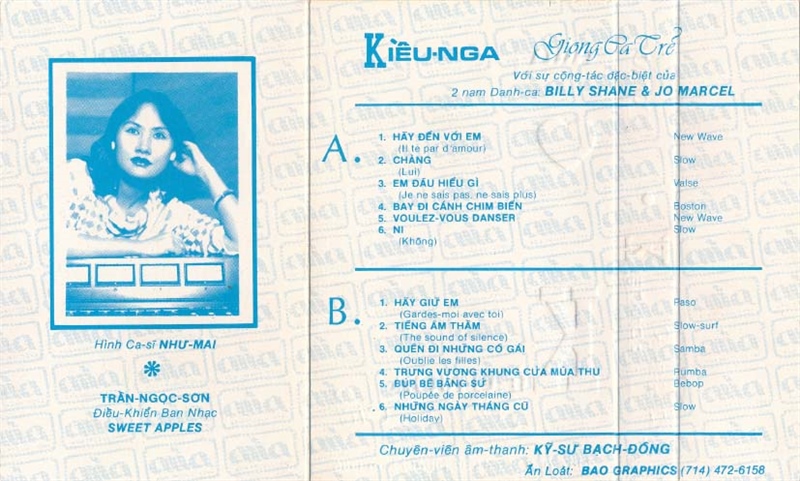 KIỀU-NGA Giọng Ca Trẻ
Với sự cộng-tác đặc-biệt của
2 nam Danh-ca: BILLY SHANE & JO MARCEL
A.
1. HÃY ĐẾN VỚI EM New Wave
(Il te par d'amour)
2. CHÀNG Slow
(Lui)
3. EM ĐÂU HIỂU GÌ Valse
(Je ne sais pas, ne sais plus)
4. BAY ĐI CÁNH CHIM BIỂN Boston
5. VOULEZ-VOUS DANSER New Wave
6. NI Slow
(Không)
B.
1. HÃY GIỮ EM Paso
(Gardes-moi avec toi)
2. TIẾNG ÂM THẦM Slow-surf
(The sound of silence)
3. QUÊN ĐI NHỮNG CÔ GÁI Samba
(Oublie les filles)
4. TRƯNG VƯƠNG KHUNG CỬA MÙA THU Rumba
5. BÚP BÊ BẰNG SỨ Bebop
(Poupée de porcelaine)
6. NHỮNG NGÀY THÁNG CŨ Slow
(Holiday)
Chuyên-viên âm-thanh: KỸ-SƯ BẠCH-ĐÔNG
Ấn Loát: BAO GRAPHICS (714) 472-6158
Hình Ca-sĩ NHƯ-MAI
TRẦN-NGỌC-SƠN
Điều-Khiển Ban Nhạc
SWEET APPLES